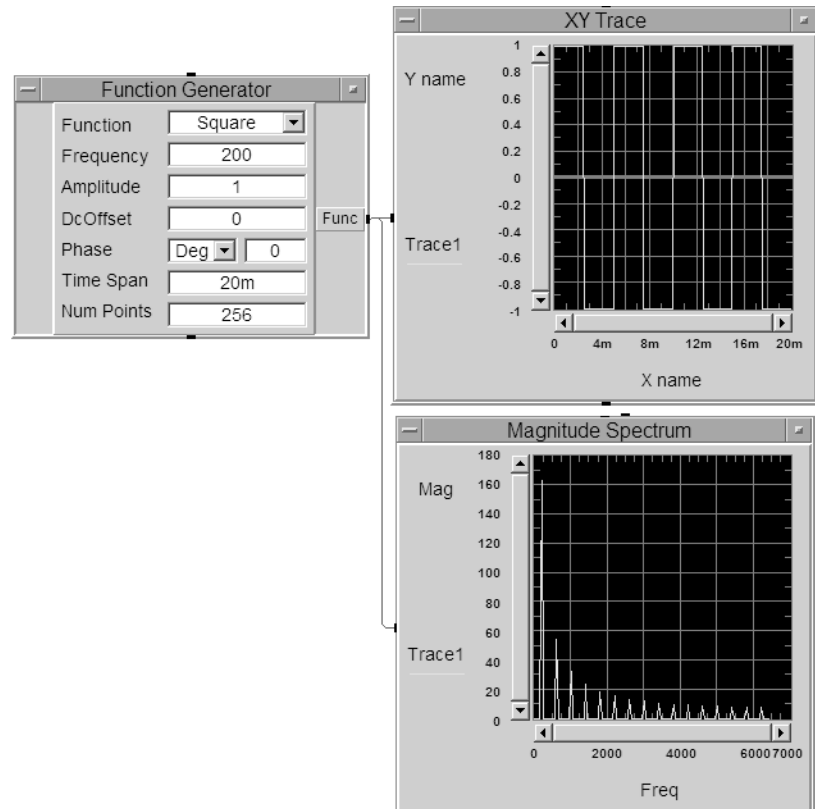 Function Generator
Function Square
Frequency 200
Amplitude 1
DcOffset 0
Phase Deg 0
Time Span 20m
Num Points 256
Func
XY Trace
Y name
Trace1
1
0.8
0.6
0.4
0.2
0
-0.2
-0.4
-0.6
-0.8
-1
0 4m 8m 12m 16m 20m
X name
Magnitude Spectrum
Mag
Trace1
180
160
140
120
100
80
60
40
20
0
0 2000 4000 6000 7000
Freq